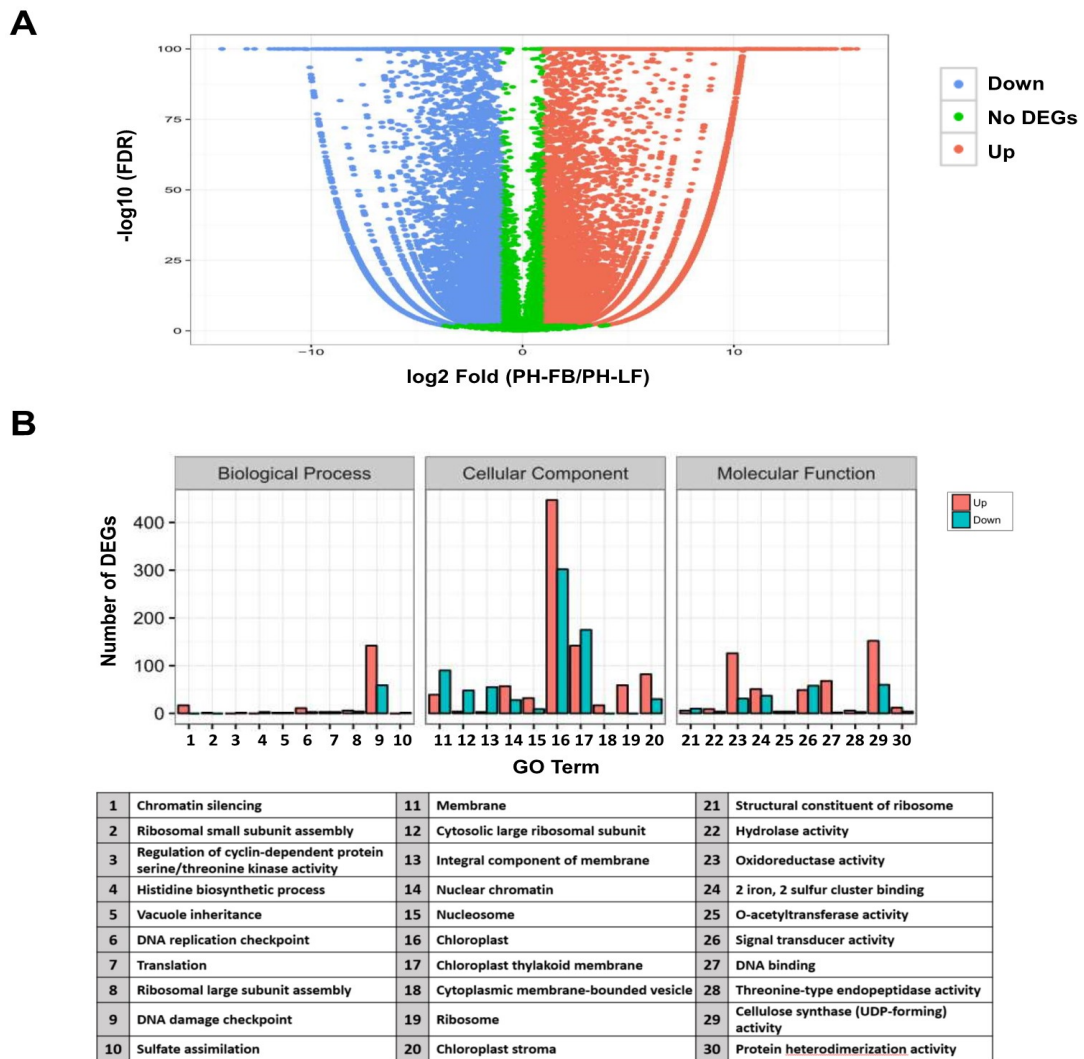 A
100
75
50
25
0
-log10 (FDR)
−10
0
10
log2 Fold (PH-FB/PH-LF)
Down
No DEGs
Up
B
Biological Process
Cellular Component
Molecular Function
Up
Down
400
300
200
100
0
Number of DEGs
1 2 3 4 5 6 7 8 9 10
11 12 13 14 15 16 17 18 19 20
21 22 23 24 25 26 27 28 29 30
GO Term
1 Chromatin silencing 11 Membrane 21 Structural constituent of ribosome
2 Ribosomal small subunit assembly 12 Cytosolic large ribosomal subunit 22 Hydrolase activity
3 Regulation of cyclin-dependent protein
serine/threonine kinase activity
13 Integral component of membrane 23 Oxidoreductase activity
4 Histidine biosynthetic process 14 Nuclear chromatin 24 2 iron, 2 sulfur cluster binding
5 Vacuole inheritance 15 Nucleosome 25 O-acetyltransferase activity
6 DNA replication checkpoint 16 Chloroplast 26 Signal transducer activity
7 Translation 17 Chloroplast thylakoid membrane 27 DNA binding
8 Ribosomal large subunit assembly 18 Cytoplasmic membrane-bounded vesicle 28 Threonine-type endopeptidase activity
9 DNA damage checkpoint 19 Ribosome 29 Cellulose synthase (UDP-forming)
activity
10 Sulfate assimilation 20 Chloroplast stroma 30 Protein heterodimerization activity